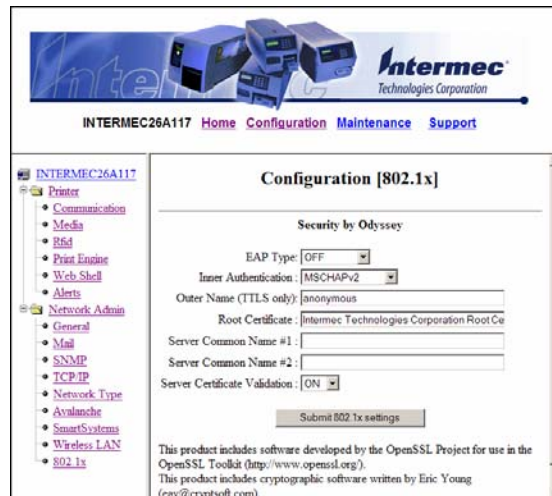 Inte
Intermec
Technologies Corporation
INTERMEC26A117 Home Configuration Maintenance Support
INTERMEC26A117
Printer
Communication
Media
Rfid
Print Engine
Web Shell
Alerts
Network Admin
General
Mail
SNMP
TCP/IP
Network Type
Avalanche
SmartSystems
Wireless LAN
802.1x
Configuration [802.1x]
Security by Odyssey
EAP Type: OFF
Inner Authentication : MSCHAPv2
Outer Name (TTLS only): anonymous
Root Certificate : Intermec Technologies Corporation Root Ce
Server Common Name #1 :
Server Common Name #2 :
Server Certificate Validation : ON
Submit 802.1x settings
This product includes software developed by the OpenSSL Project for use in the
OpenSSL Toolkit (http://www.openssl.org/).
This product includes cryptographic software written by Eric Young
(eay@cryptsoft.com).